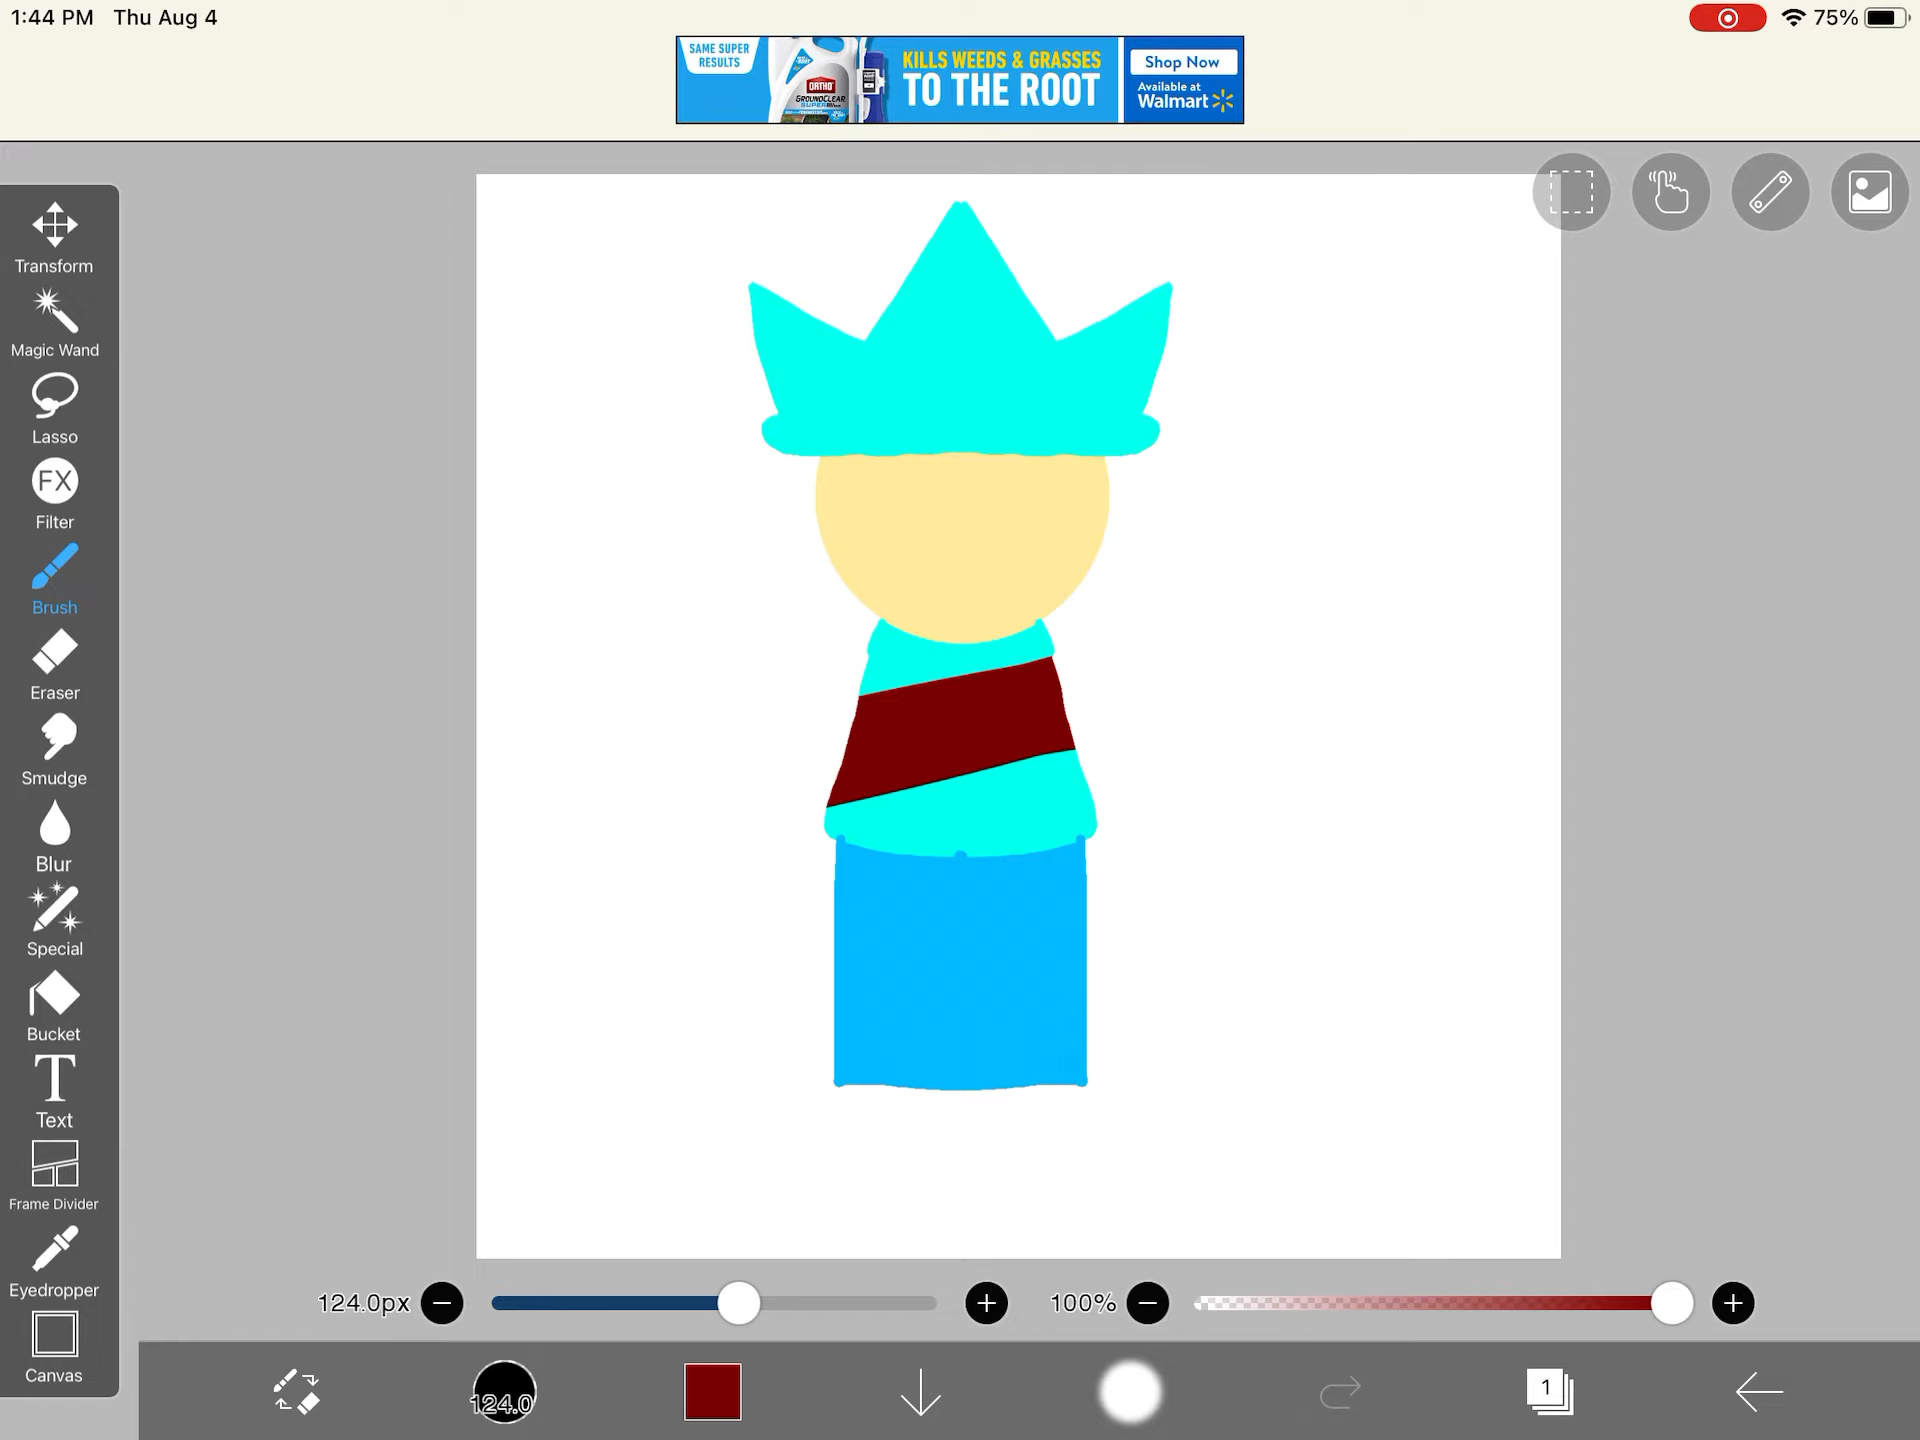 1:44 PM Thu Aug 4
75%
SAME SUPER
RESULTS
ORTHO
GROUNDCLEAR
SUPER
KILLS WEEDS & GRASSES
TO THE ROOT
Shop Now
Available at
Walmart
Transform
Magic Wand
Lasso
FX
Filter
Brush
Eraser
Smudge
Blur
Special
Bucket
T
Text
Frame Divider
Eyedropper
Canvas
124.0px
100%
124.0
1